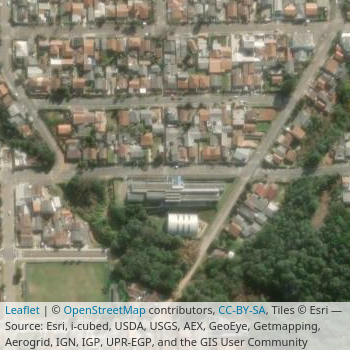 Leaflet | © OpenStreetMap contributors, CC-BY-SA, Tiles © Esri —
Source: Esri, i-cubed, USDA, USGS, AEX, GeoEye, Getmapping,
Aerogrid, IGN, IGP, UPR-EGP, and the GIS User Community